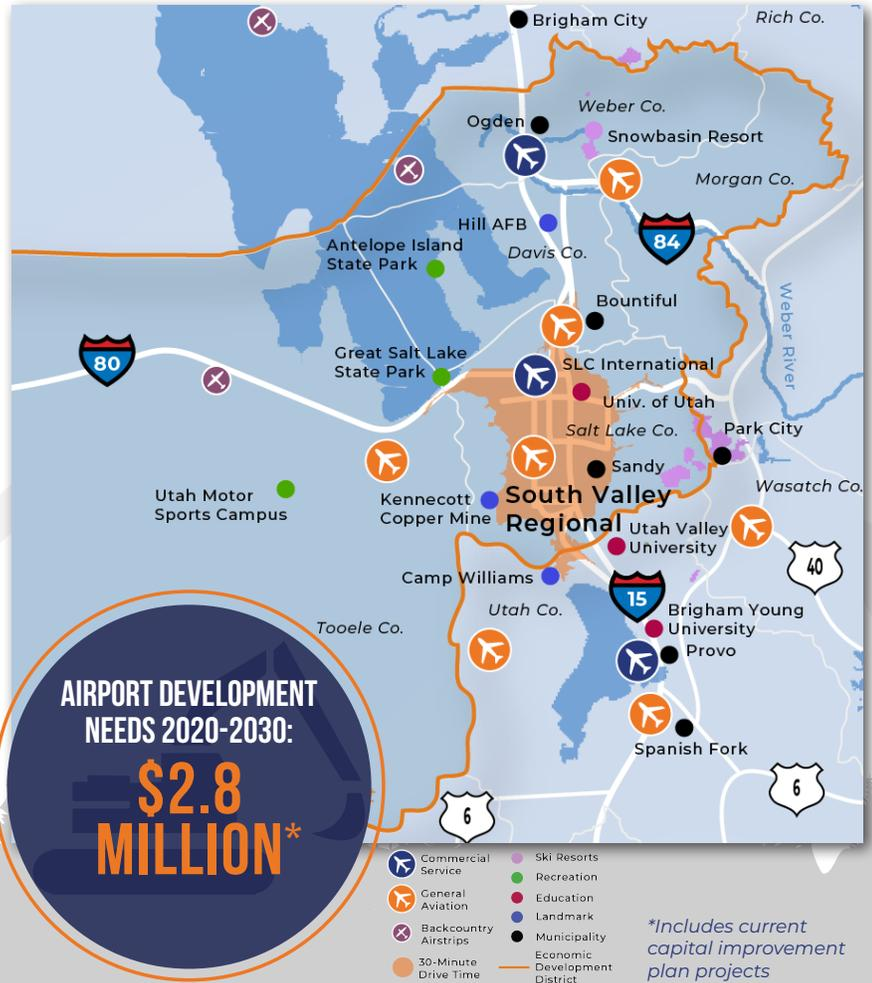 Brigham City
Rich Co.
Weber Co.
Ogden
Snowbasin Resort
Morgan Co.
Hill AFB
84
Antelope Island
State Park
Davis Co.
Bountiful
Weber River
80
Great Salt Lake
State Park
SLC International
Univ. of Utah
Salt Lake Co.
Park City
Sandy
Utah Motor
Sports Campus
Kennecott
Copper Mine
South Valley
Regional
Wasatch Co.
Utah Valley
University
40
Camp Williams
15
Utah Co.
Brigham Young
University
Tooele Co.
Provo
Spanish Fork
6
6
AIRPORT DEVELOPMENT
NEEDS 2020-2030:
$2.8
MILLION*
Commercial
Service
General
Aviation
Backcountry
Airstrips
30-Minute
Drive Time
Ski Resorts
Recreation
Education
Landmark
Municipality
Economic
Development
District
*Includes current
capital improvement
plan projects